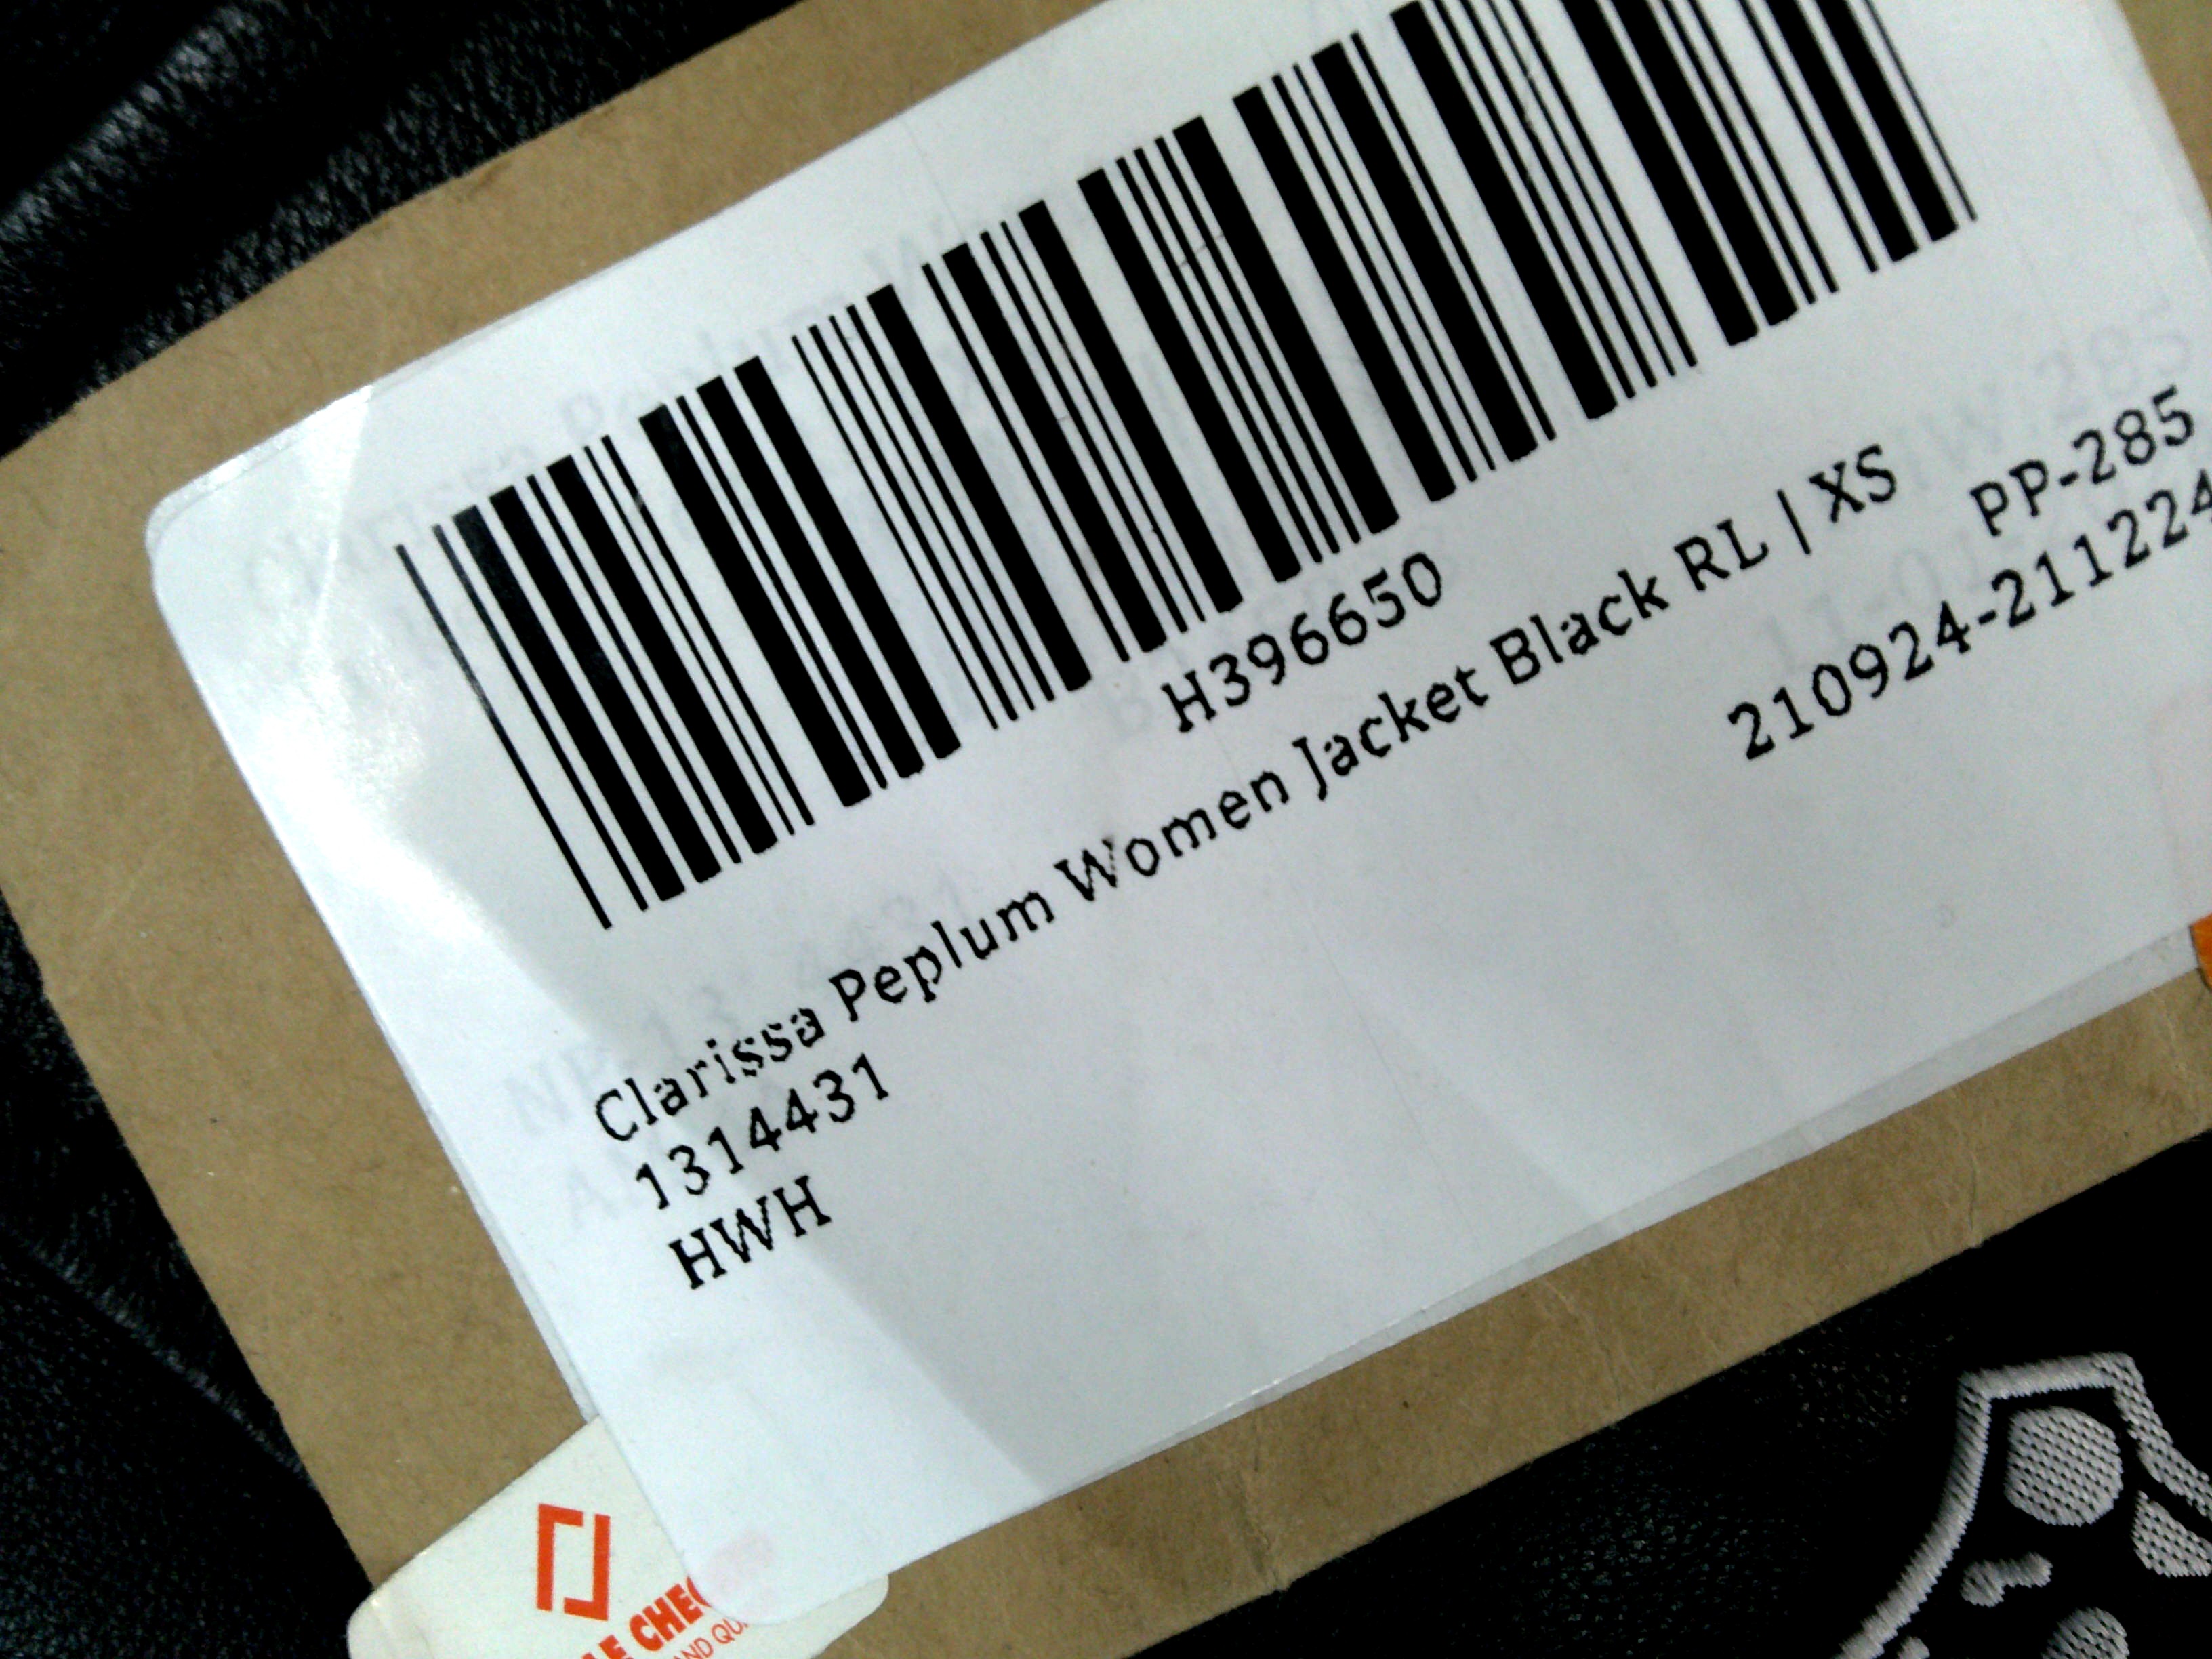 H396650
Clarissa Peplum Women Jacket Black RL | XS
1314431 PP-285
HWH 210924-211224